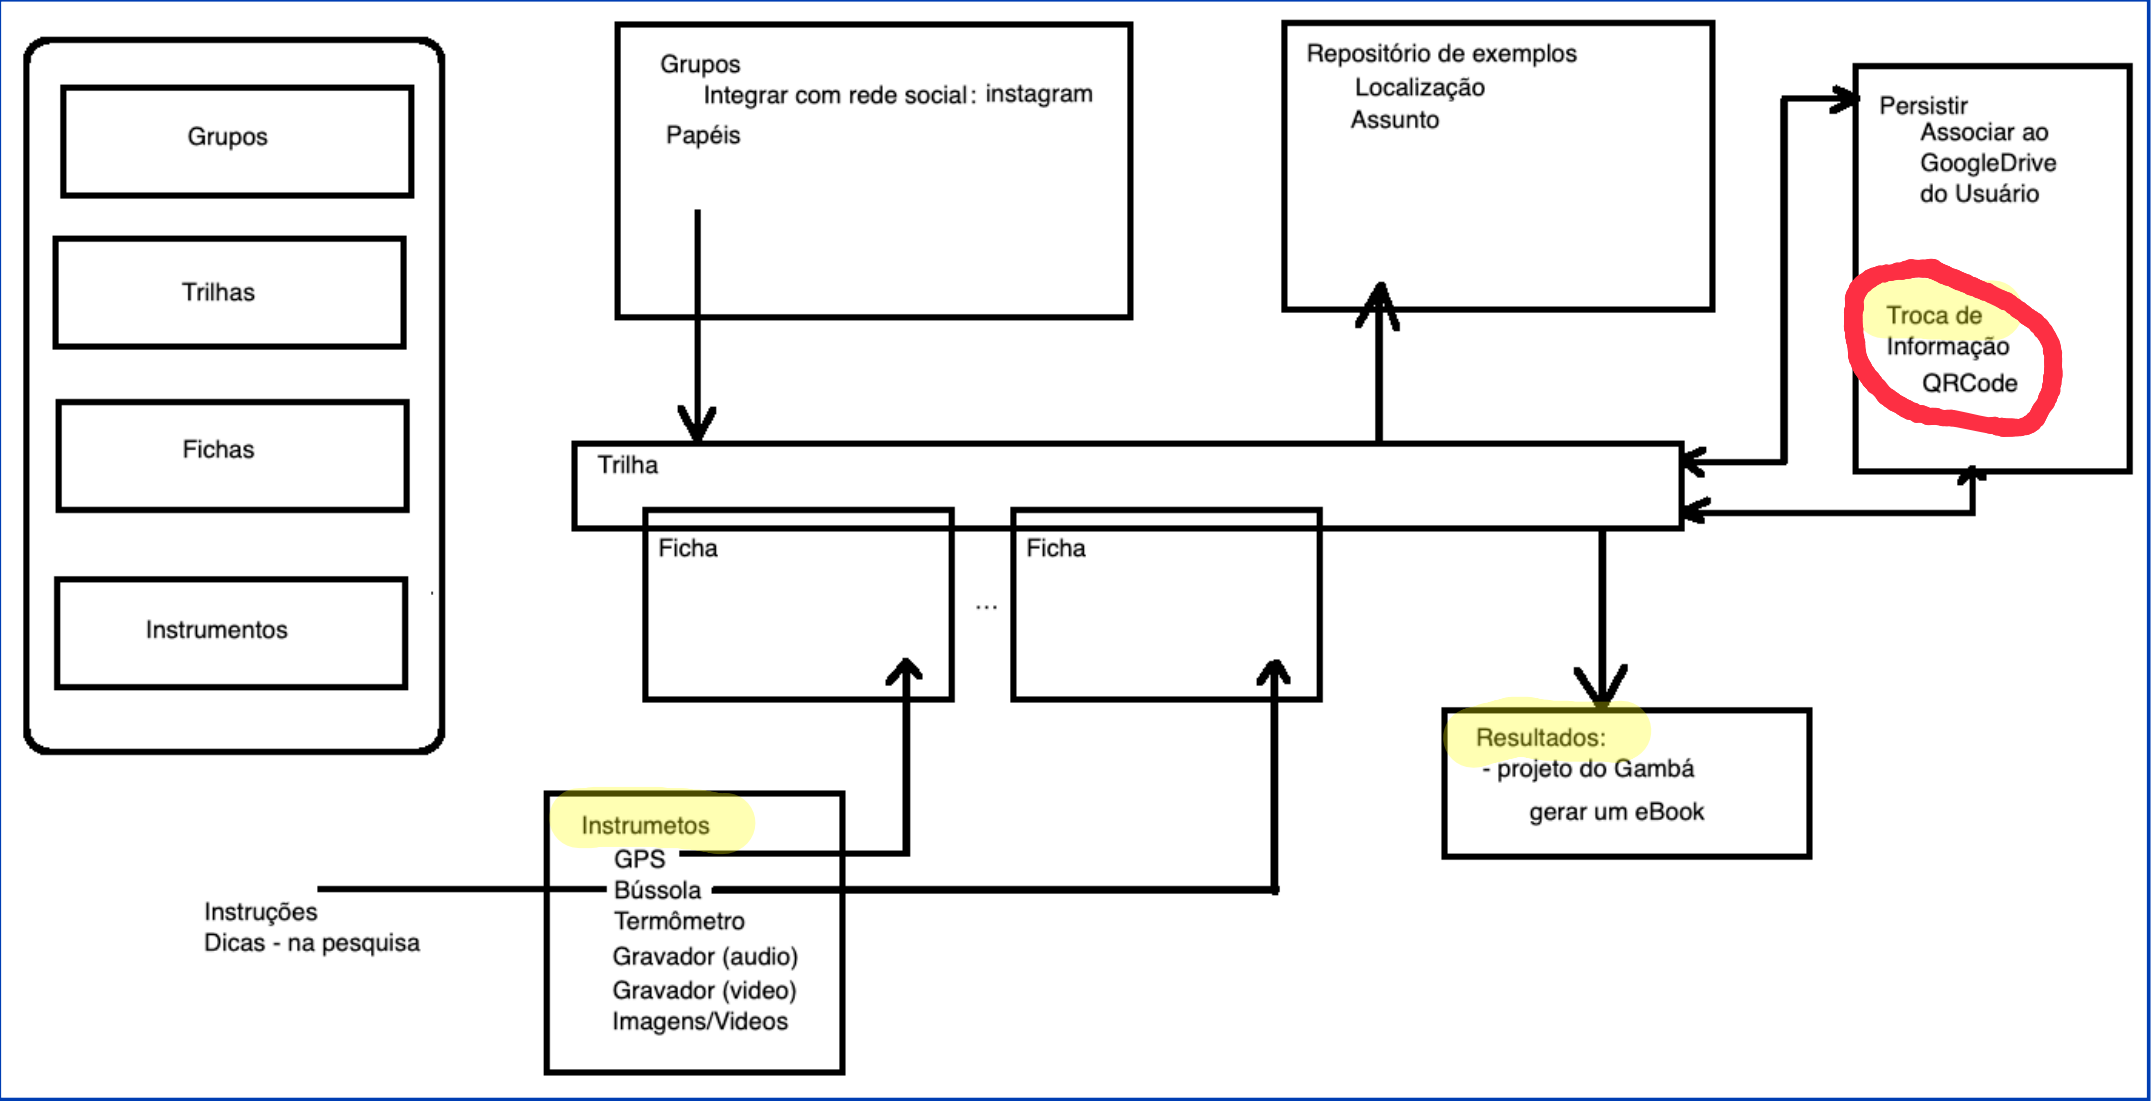 Grupos
Trilhas
Fichas
Instrumentos
Grupos
Integrar com rede social: instagram
Papéis
Repositório de exemplos
Localização
Assunto
Persistir
Associar ao
GoogleDrive
do Usuário
Troca de
Informação
QRCode
Trilha
Ficha
...
Ficha
Resultados:
- projeto do Gambá
gerar um eBook
Instrumetos
GPS
Bússola
Termômetro
Gravador (audio)
Gravador (video)
Imagens/Videos
Instruções
Dicas - na pesquisa